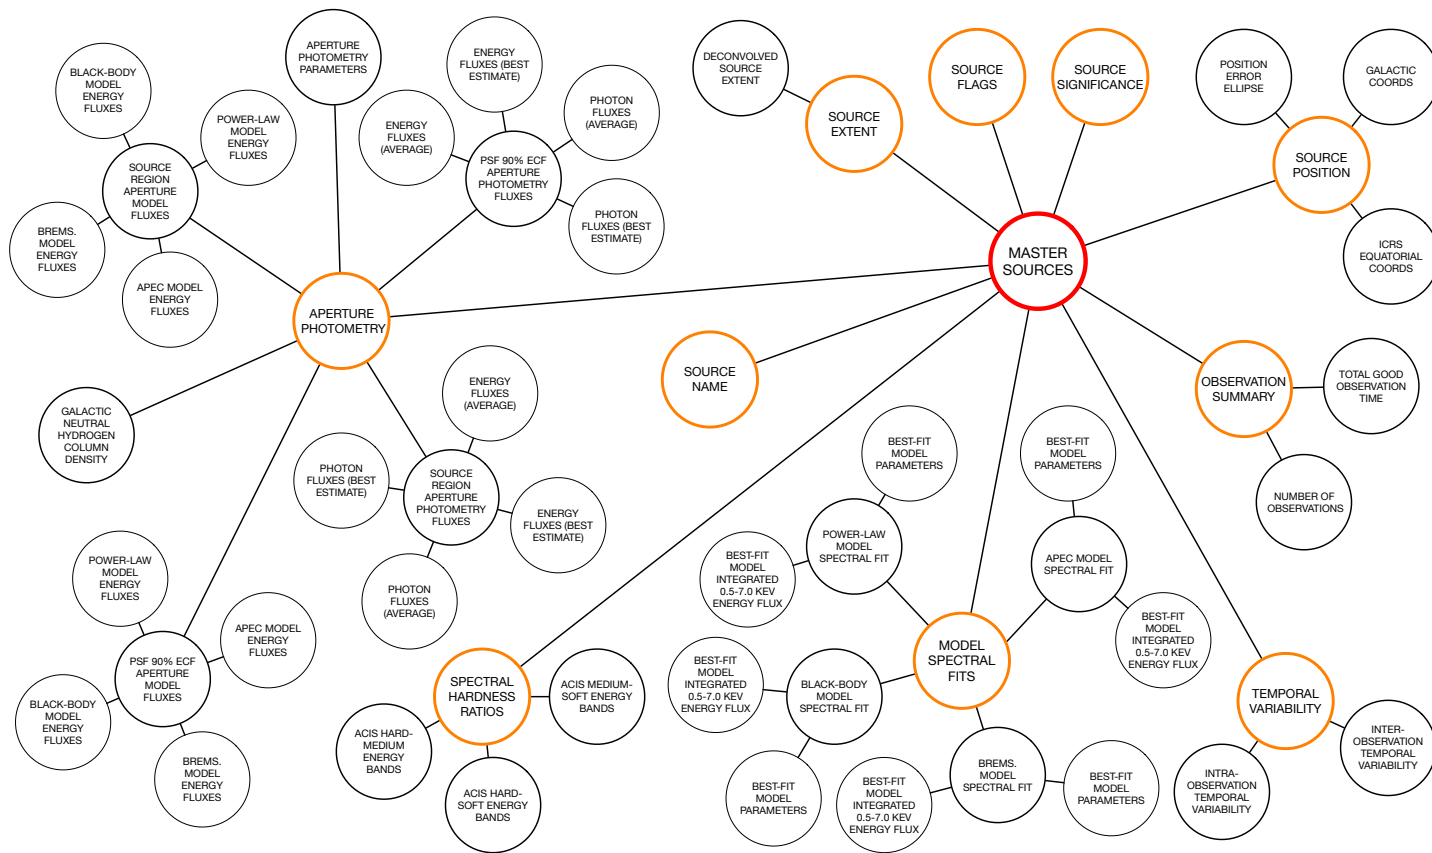 APERTURE
PHOTOMETRY
PARAMETERS
BLACK-BODY
MODEL
ENERGY
FLUXES
POWER-LAW
MODEL
ENERGY
FLUXES
SOURCE
REGION
APERTURE
MODEL
FLUXES
BREMS.
MODEL
ENERGY
FLUXES
APEC MODEL
ENERGY
FLUXES
ENERGY
FLUXES (BEST
ESTIMATE)
PHOTON
FLUXES
(AVERAGE)
ENERGY
FLUXES
(AVERAGE)
PSF 90% ECF
APERTURE
PHOTOMETRY
FLUXES
PHOTON
FLUXES (BEST
ESTIMATE)
APERTURE
PHOTOMETRY
GALACTIC
NEUTRAL
HYDROGEN
COLUMN
DENSITY
ENERGY
FLUXES
(AVERAGE)
PHOTON
FLUXES (BEST
ESTIMATE)
SOURCE
REGION
APERTURE
PHOTOMETRY
FLUXES
ENERGY
FLUXES (BEST
ESTIMATE)
PHOTON
FLUXES
(AVERAGE)
POWER-LAW
MODEL
ENERGY
FLUXES
APEC MODEL
ENERGY
FLUXES
PSF 90% ECF
APERTURE
MODEL
FLUXES
BLACK-BODY
MODEL
ENERGY
FLUXES
BREMS.
MODEL
ENERGY
FLUXES
DECONVOLVED
SOURCE
EXTENT
SOURCE
EXTENT
SOURCE
FLAGS
SOURCE
SIGNIFICANCE
POSITION
ERROR
ELLIPSE
GALACTIC
COORDS
SOURCE
POSITION
ICRS
EQUATORIAL
COORDS
MASTER
SOURCES
SOURCE
NAME
OBSERVATION
SUMMARY
TOTAL GOOD
OBSERVATION
TIME
NUMBER OF
OBSERVATIONS
BEST-FIT
MODEL
PARAMETERS
POWER-LAW
MODEL
SPECTRAL FIT
BEST-FIT
MODEL
INTEGRATED
0.5-7.0 KEV
ENERGY FLUX
BEST-FIT
MODEL
PARAMETERS
APEC MODEL
SPECTRAL FIT
BEST-FIT
MODEL
INTEGRATED
0.5-7.0 KEV
ENERGY FLUX
MODEL
SPECTRAL
FITS
BEST-FIT
MODEL
INTEGRATED
0.5-7.0 KEV
ENERGY FLUX
BLACK-BODY
MODEL
SPECTRAL FIT
BEST-FIT
MODEL
PARAMETERS
BEST-FIT
MODEL
INTEGRATED
0.5-7.0 KEV
ENERGY FLUX
BREMS.
MODEL
SPECTRAL FIT
BEST-FIT
MODEL
PARAMETERS
SPECTRAL
HARDNESS
RATIOS
ACIS MEDIUM-
SOFT ENERGY
BANDS
ACIS HARD-
MEDIUM
ENERGY
BANDS
ACIS HARD-
SOFT ENERGY
BANDS
TEMPORAL
VARIABILITY
INTER-
OBSERVATION
TEMPORAL
VARIABILITY
INTRA-
OBSERVATION
TEMPORAL
VARIABILITY